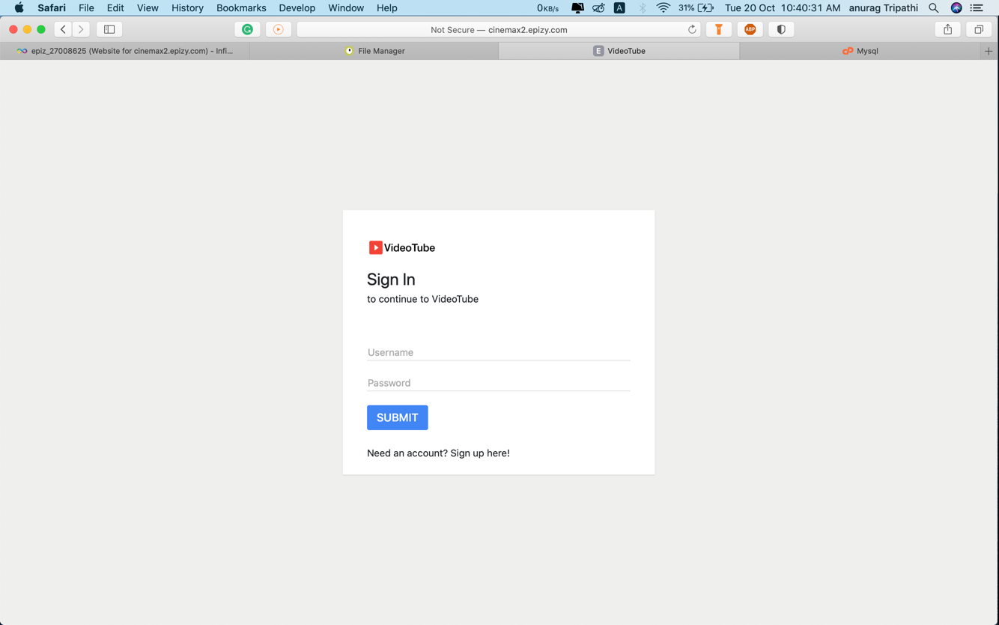 Safari File Edit View History Bookmarks Develop Window Help 0KB/s A 31% Tue 20 Oct 10:40:31 AM anurag Tripathi
G Not Secure — cinemax2.epizy.com T ABP
epiz_27008625 (Website for cinemax2.epizy.com) - Infi... File Manager E VideoTube cP Mysql
VideoTube
Sign In
to continue to VideoTube
Username
Password
SUBMIT
Need an account? Sign up here!